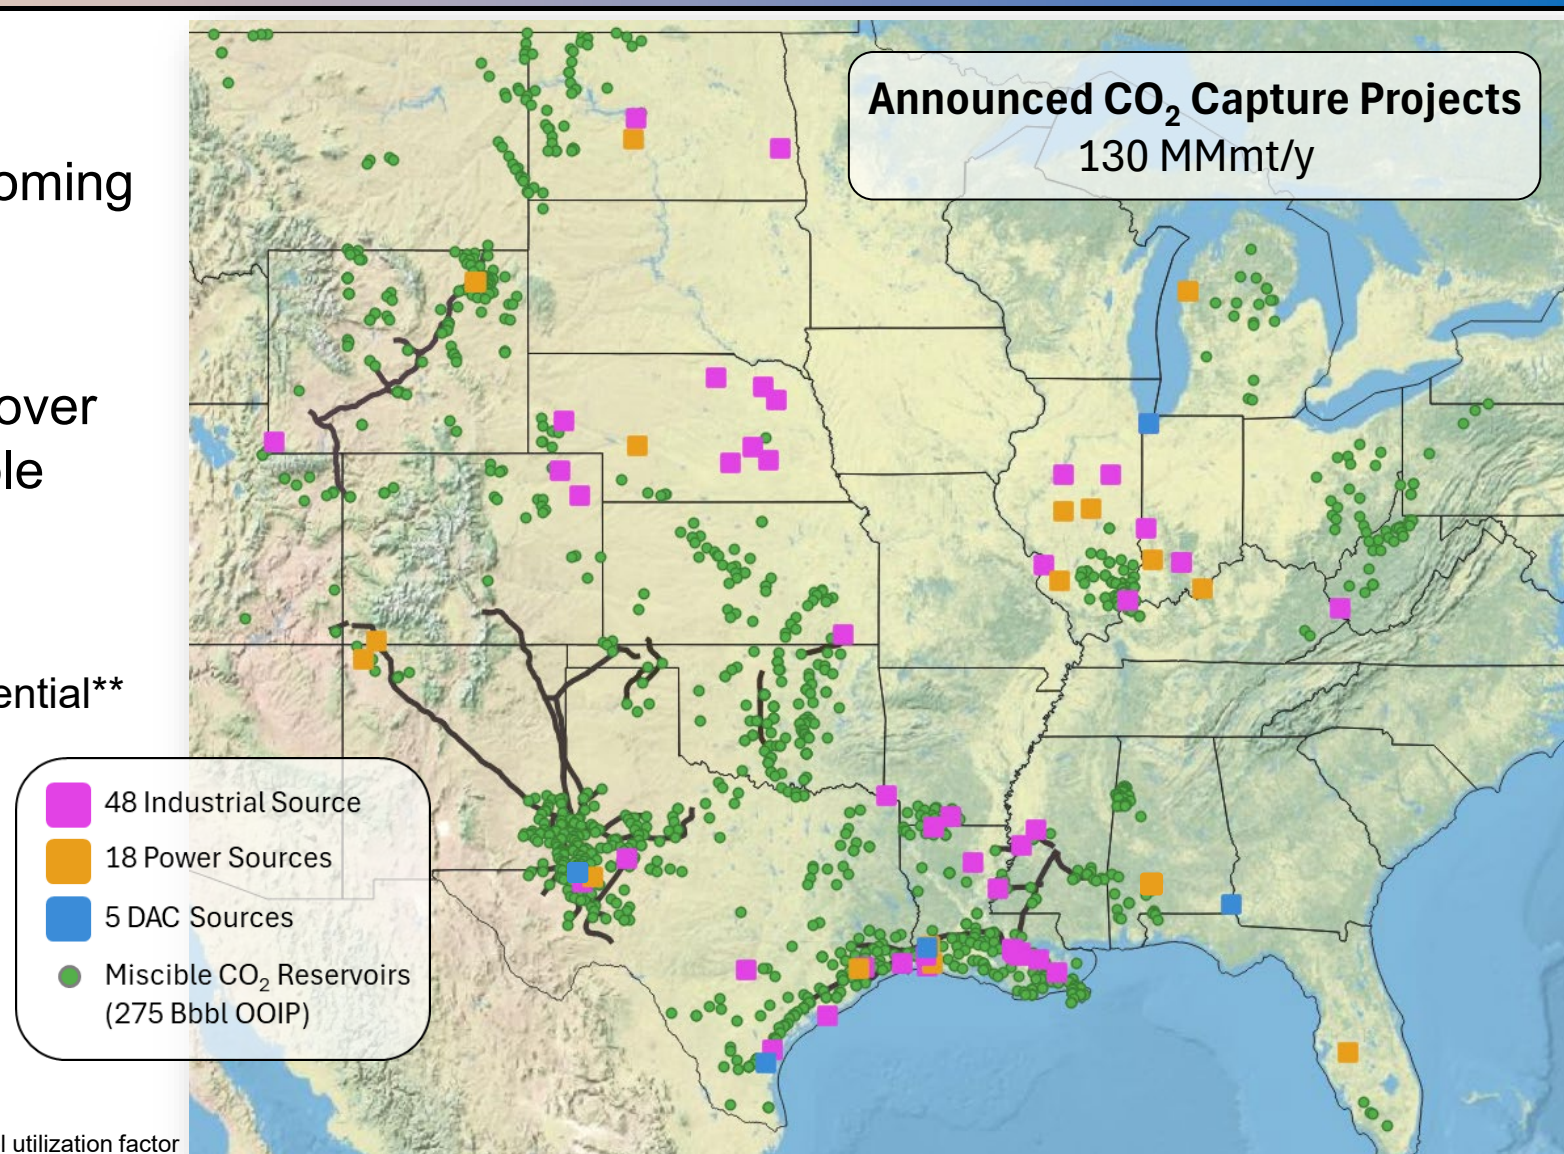 oming
over
le
ential**
l utilization factor
Announced CO₂ Capture Projects
130 MMmt/y
48 Industrial Source
18 Power Sources
5 DAC Sources
Miscible CO₂ Reservoirs
(275 Bbbl OOIP)